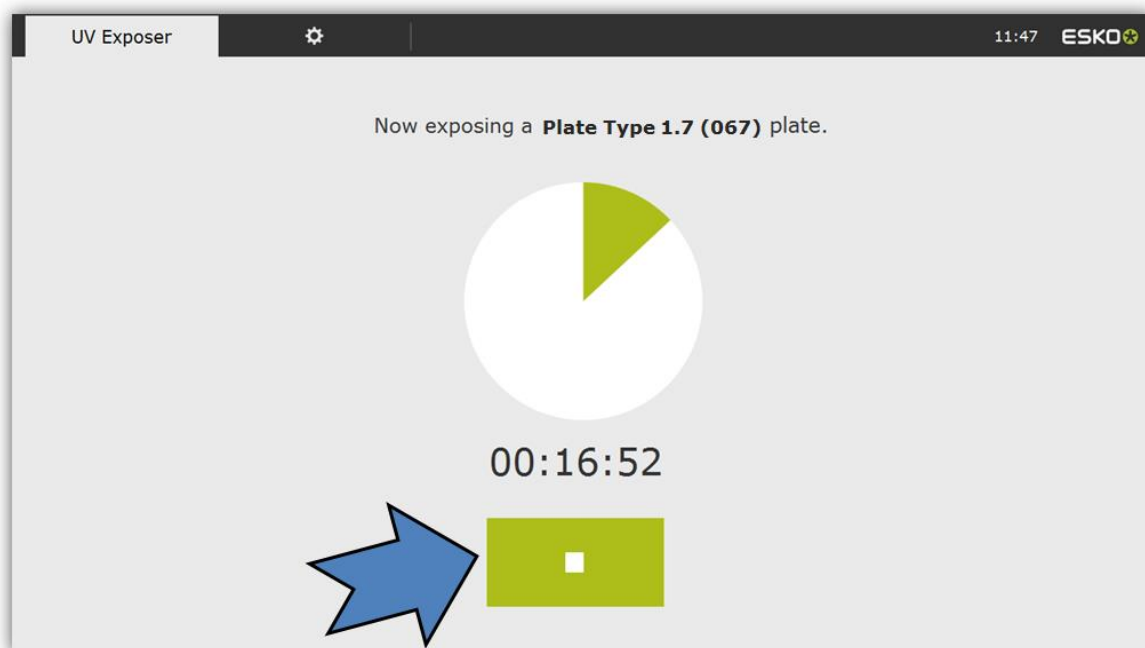 UV Exposer 11:47 ESKO
Now exposing a Plate Type 1.7 (067) plate.
00:16:52